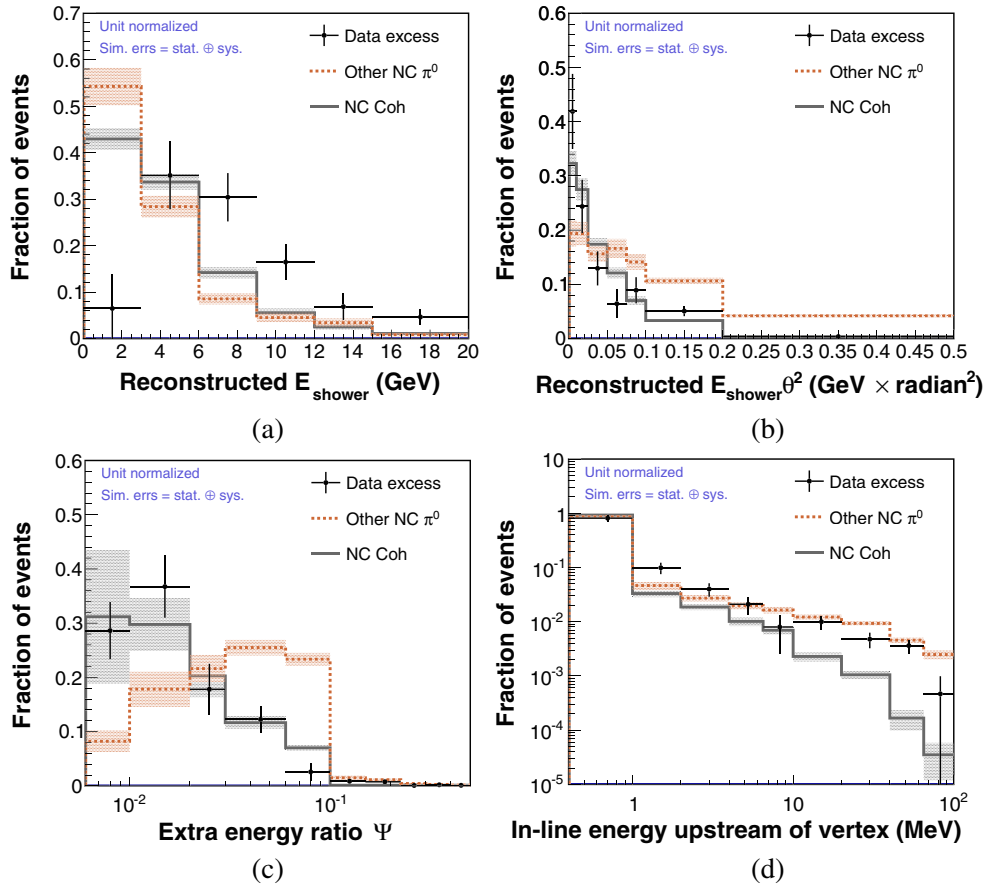 Unit normalized
Sim. errs = stat. ⊕ sys.
Data excess
Other NC π⁰
NC Coh
Fraction of events
0.7
0.6
0.5
0.4
0.3
0.2
0.1
0
0 2 4 6 8 10 12 14 16 18 20
Reconstructed E_shower (GeV)
(a)
Unit normalized
Sim. errs = stat. ⊕ sys.
Data excess
Other NC π⁰
NC Coh
Fraction of events
0.6
0.5
0.4
0.3
0.2
0.1
0
0 0.05 0.1 0.15 0.2 0.25 0.3 0.35 0.4 0.45 0.5
Reconstructed E_showerθ² (GeV × radian²)
(b)
Unit normalized
Sim. errs = stat. ⊕ sys.
Data excess
Other NC π⁰
NC Coh
Fraction of events
0.6
0.5
0.4
0.3
0.2
0.1
0
10⁻² 10⁻¹
Extra energy ratio Ψ
(c)
Unit normalized
Sim. errs = stat. ⊕ sys.
Data excess
Other NC π⁰
NC Coh
Fraction of events
10
1
10⁻¹
10⁻²
10⁻³
10⁻⁴
10⁻⁵
1 10 10²
In-line energy upstream of vertex (MeV)
(d)